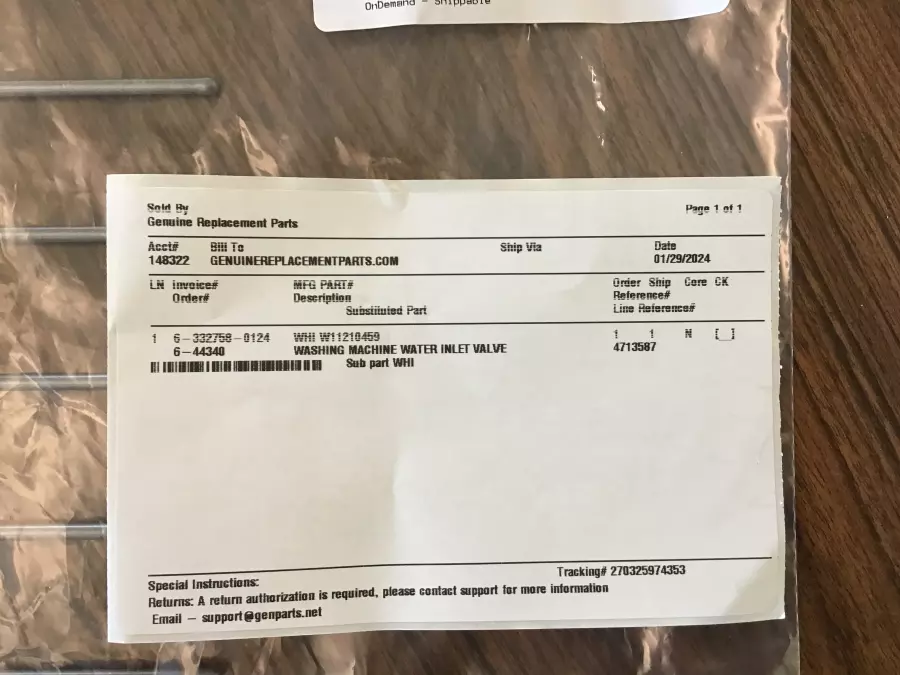 OnDemand - Shippable
Sold By
Genuine Replacement Parts
Page 1 of 1
Acct# Bill To Ship Via Date
148322 GENUINEREPLACEMENTPARTS.COM 01/29/2024
LN Invoice# MFG PART# Order Ship Core CK
Order# Description Reference#
Substituted Part Line Reference#
1 6-332758-0124 WHI W11210459 1 1 N [_]
6-44340 WASHING MACHINE WATER INLET VALVE 4713587
Sub part WHI
Tracking# 270325974353
Special Instructions:
Returns: A return authorization is required, please contact support for more information
Email - support@genparts.net